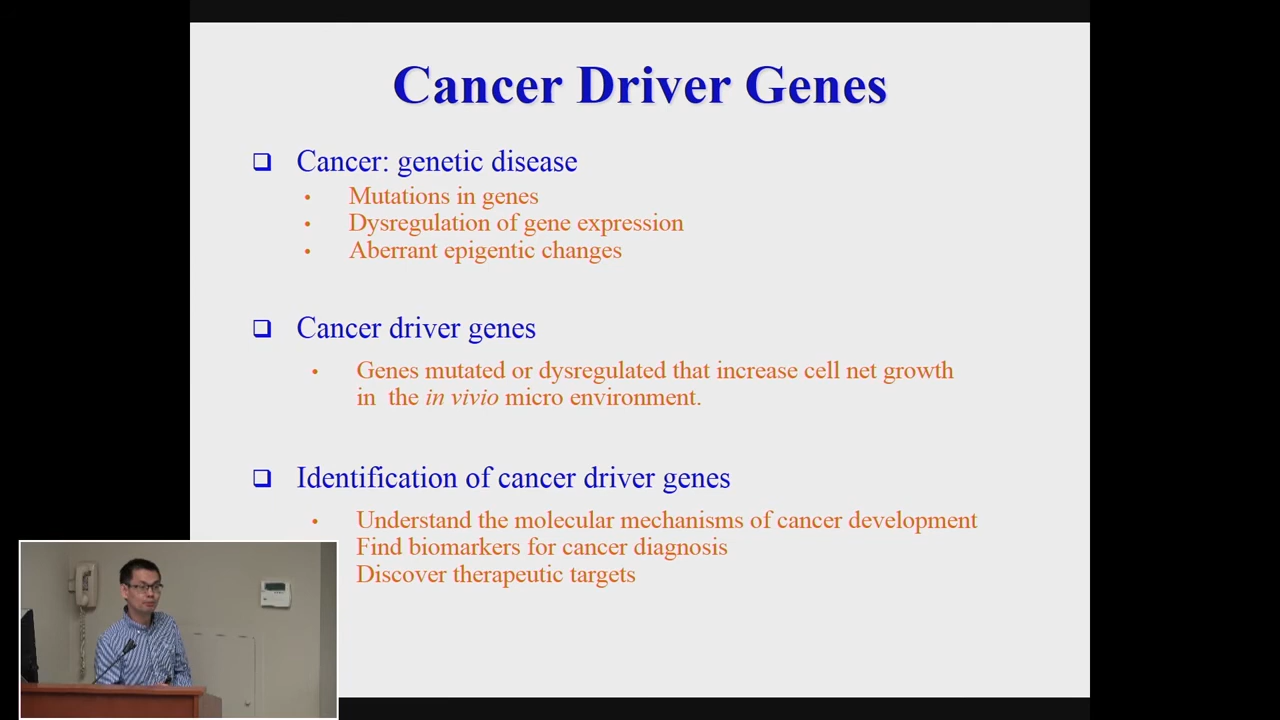 Cancer Driver Genes
Cancer: genetic disease
Mutations in genes
Dysregulation of gene expression
Aberrant epigentic changes
Cancer driver genes
Genes mutated or dysregulated that increase cell net growth
in the in vivio micro environment.
Identification of cancer driver genes
Understand the molecular mechanisms of cancer development
Find biomarkers for cancer diagnosis
Discover therapeutic targets